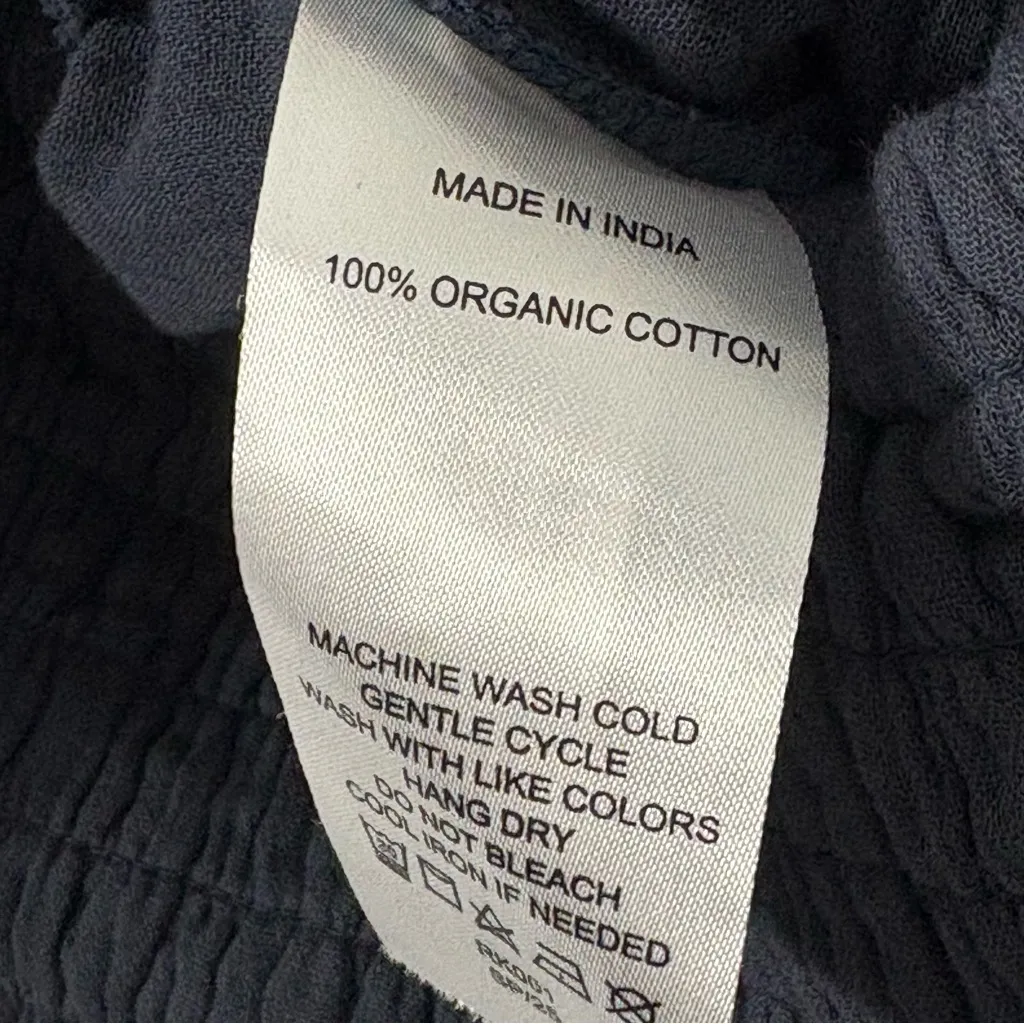 MADE IN INDIA
100% ORGANIC COTTON
MACHINE WASH COLD
GENTLE CYCLE
WASH WITH LIKE COLORS
HANG DRY
DO NOT BLEACH
COOL IRON IF NEEDED
RK001